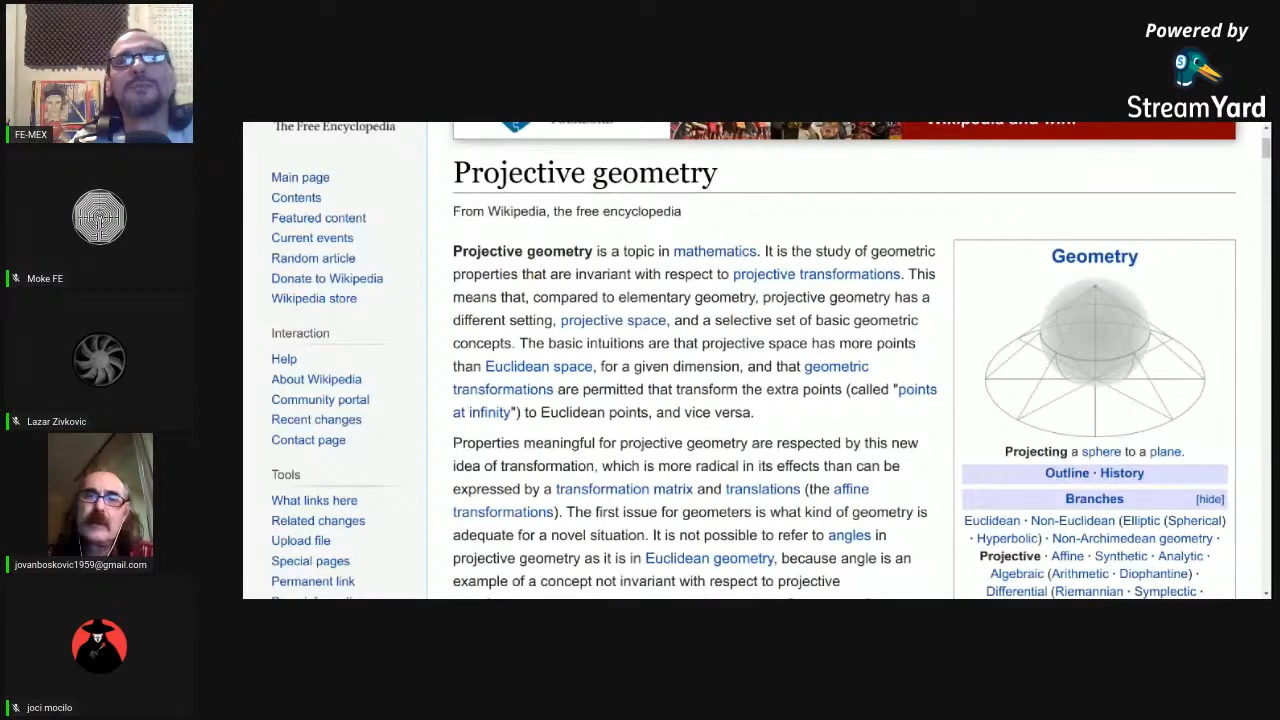 Powered by
StreamYard
FE-MEX
Moke FE
Lazar Zivkovic
jovanboskovic1959@gmail.com
joci mocilo
The Free Encyclopedia
Main page
Contents
Featured content
Current events
Random article
Donate to Wikipedia
Wikipedia store
Interaction
Help
About Wikipedia
Community portal
Recent changes
Contact page
Tools
What links here
Related changes
Upload file
Special pages
Permanent link
Projective geometry
From Wikipedia, the free encyclopedia
Projective geometry is a topic in mathematics. It is the study of geometric
properties that are invariant with respect to projective transformations. This
means that, compared to elementary geometry, projective geometry has a
different setting, projective space, and a selective set of basic geometric
concepts. The basic intuitions are that projective space has more points
than Euclidean space, for a given dimension, and that geometric
transformations are permitted that transform the extra points (called "points
at infinity") to Euclidean points, and vice versa.
Properties meaningful for projective geometry are respected by this new
idea of transformation, which is more radical in its effects than can be
expressed by a transformation matrix and translations (the affine
transformations). The first issue for geometers is what kind of geometry is
adequate for a novel situation. It is not possible to refer to angles in
projective geometry as it is in Euclidean geometry, because angle is an
example of a concept not invariant with respect to projective
Geometry
Projecting a sphere to a plane.
Outline · History
Branches [hide]
Euclidean · Non-Euclidean (Elliptic (Spherical)
· Hyperbolic) · Non-Archimedean geometry ·
Projective · Affine · Synthetic · Analytic ·
Algebraic (Arithmetic · Diophantine) ·
Differential (Riemannian · Symplectic ·